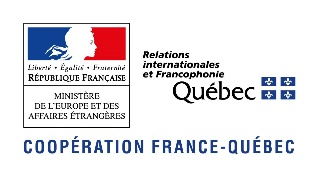 Liberté • Égalité • Fraternité
RÉPUBLIQUE FRANÇAISE
MINISTÈRE
DE L'EUROPE ET DES
AFFAIRES ÉTRANGÈRES
Relations
internationales
et Francophonie
Québec
COOPÉRATION FRANCE-QUÉBEC